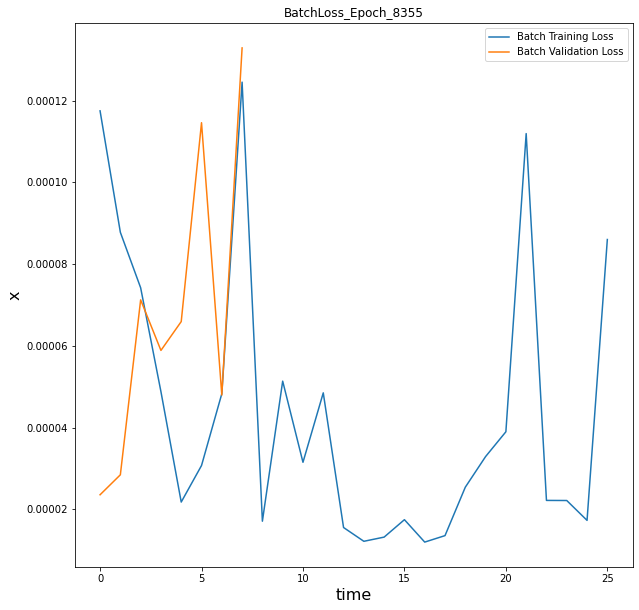 BatchLoss_Epoch_8355
Batch Training Loss
Batch Validation Loss
0.00012
0.00010
0.00008
0.00006
0.00004
0.00002
x
0 5 10 15 20 25
time